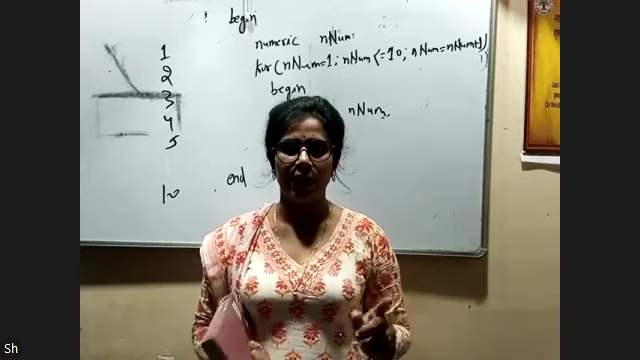 begin
numeric nNum;
for (nNum=1; nNum<=10; nNum=nNum+1)
begin
nNum;
end
1
2
3
4
5
10
Sh